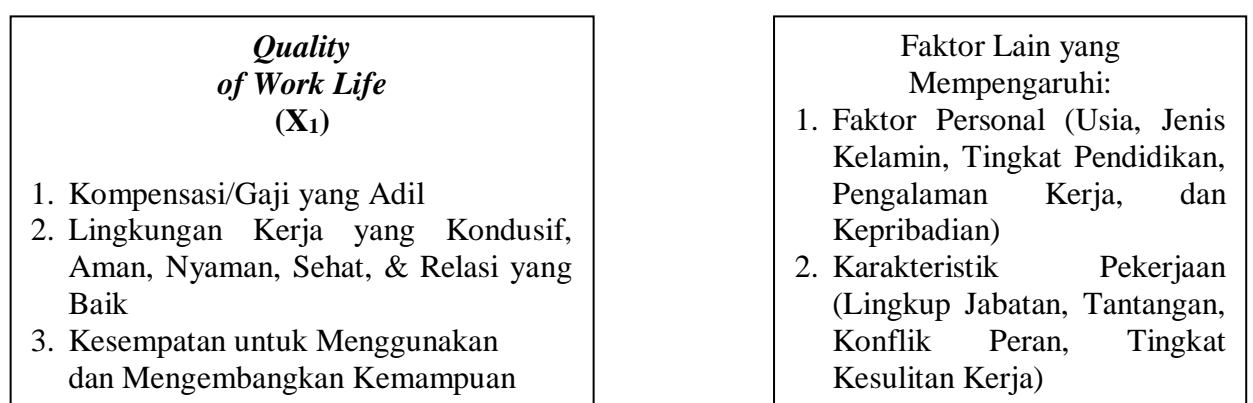 Quality
of Work Life
(X₁)
1. Kompensasi/Gaji yang Adil
2. Lingkungan Kerja yang Kondusif,
Aman, Nyaman, Sehat, & Relasi yang
Baik
3. Kesempatan untuk Menggunakan
dan Mengembangkan Kemampuan
Faktor Lain yang
Mempengaruhi:
1. Faktor Personal (Usia, Jenis
Kelamin, Tingkat Pendidikan,
Pengalaman Kerja, dan
Kepribadian)
2. Karakteristik Pekerjaan
(Lingkup Jabatan, Tantangan,
Konflik Peran, Tingkat
Kesulitan Kerja)